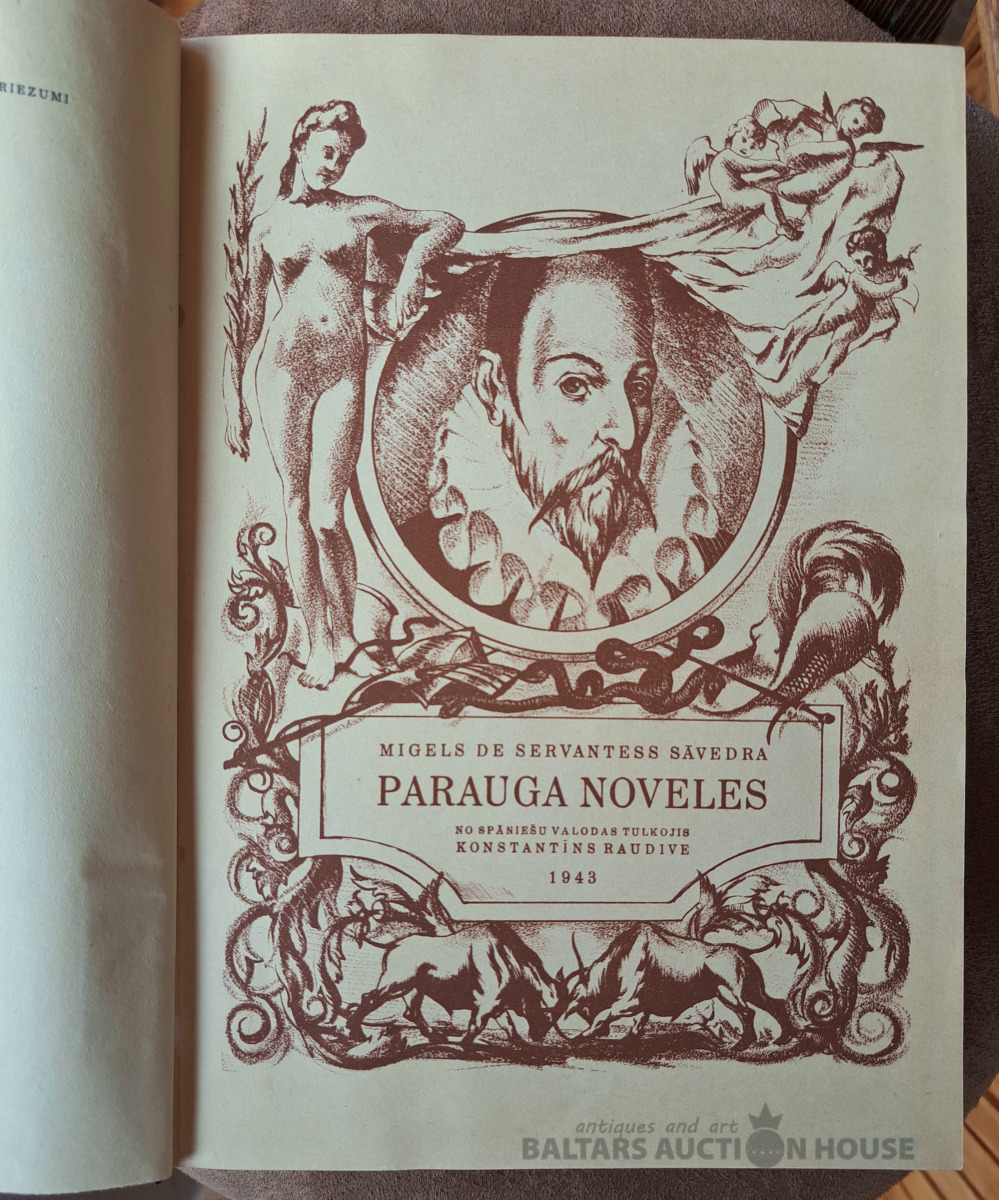 RIEZUMI
MIGELS DE SERVANTESS SĀVEDRA
PARAUGA NOVELES
NO SPĀNIEŠU VALODAS TULKOJIS
KONSTANTĪNS RAUDIVE
1943
antiques and art
BALTARS AUCTION HOUSE